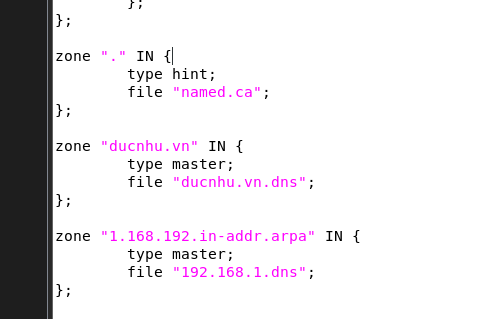 };
};

zone "." IN {
        type hint;
        file "named.ca";
};

zone "ducnhu.vn" IN {
        type master;
        file "ducnhu.vn.dns";
};

zone "1.168.192.in-addr.arpa" IN {
        type master;
        file "192.168.1.dns";
};